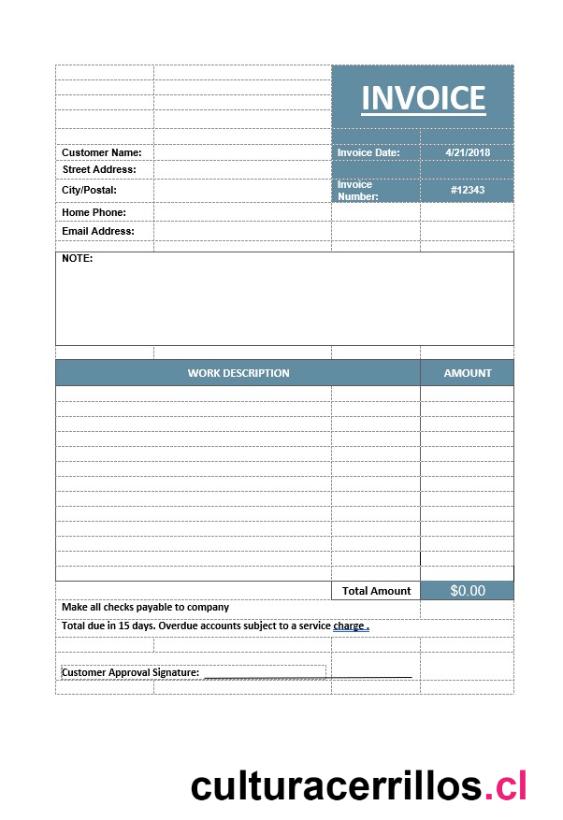 INVOICE
Customer Name:
Invoice Date: 4/21/2018
Street Address:
City/Postal:
Invoice
Number: #12343
Home Phone:
Email Address:
NOTE:
WORK DESCRIPTION AMOUNT
Total Amount $0.00
Make all checks payable to company
Total due in 15 days. Overdue accounts subject to a service charge .
Customer Approval Signature:
culturacerrillos.cl